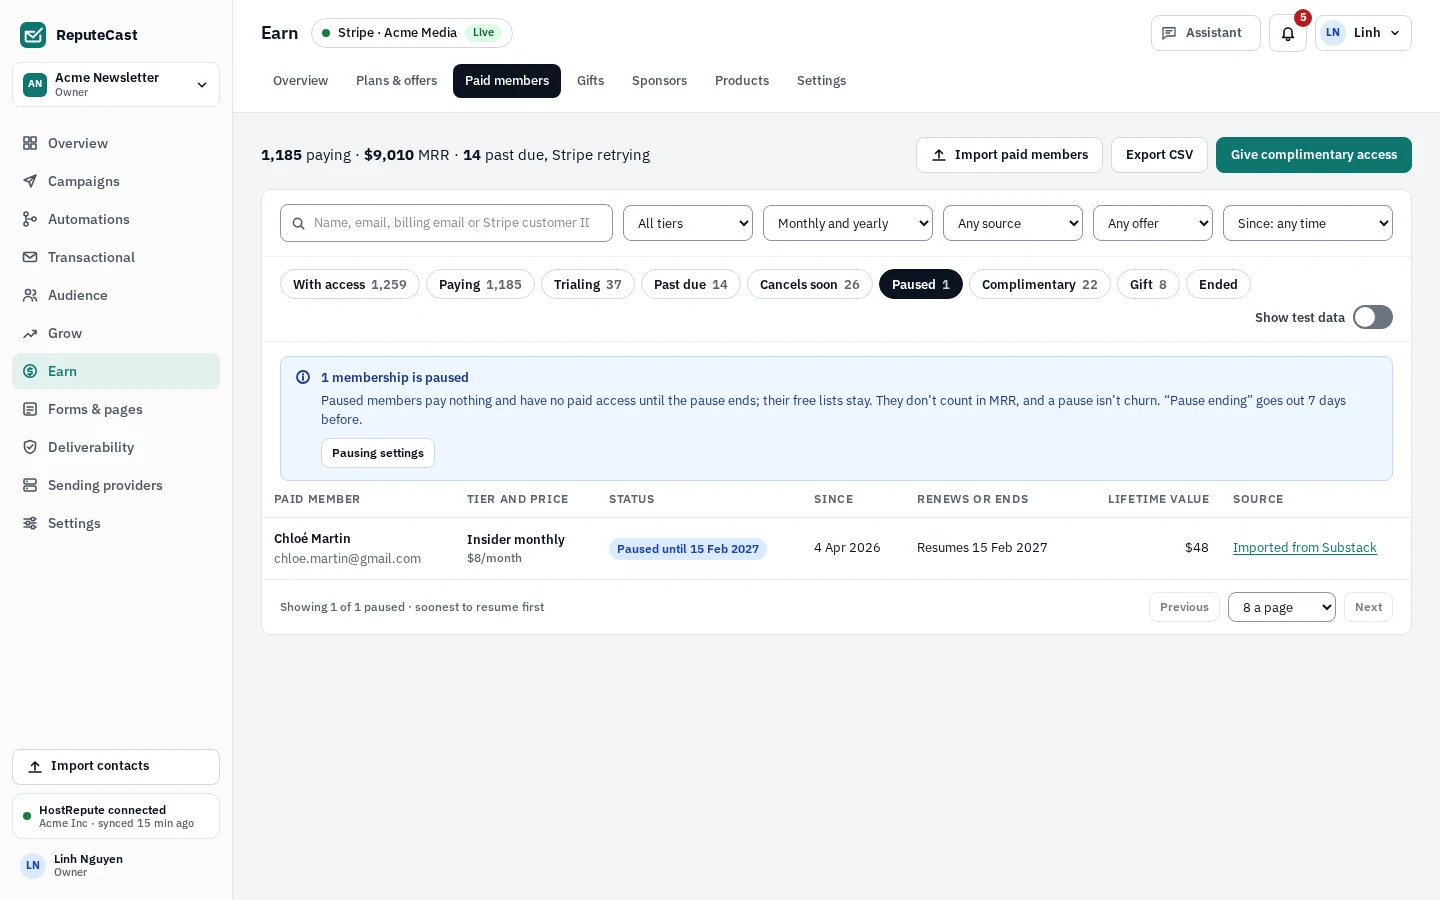 ReputeCast
AN
Acme Newsletter
Owner
Overview
Campaigns
Automations
Transactional
Audience
Grow
Earn
Forms & pages
Deliverability
Sending providers
Settings
Import contacts
HostRepute connected
Acme Inc · synced 15 min ago
LN
Linh Nguyen
Owner
Earn
Stripe · Acme Media Live
Assistant
5
LN Linh
Overview Plans & offers Paid members Gifts Sponsors Products Settings
1,185 paying · $9,010 MRR · 14 past due, Stripe retrying
Import paid members Export CSV Give complimentary access
Name, email, billing email or Stripe customer All tiers Monthly and yearly Any source Any offer Since: any time
With access 1,259 Paying 1,185 Trialing 37 Past due 14 Cancels soon 26 Paused 1 Complimentary 22 Gift 8 Ended
Show test data
1 membership is paused
Paused members pay nothing and have no paid access until the pause ends; their free lists stay. They don’t count in MRR, and a pause isn’t churn. “Pause ending” goes out 7 days
before.
Pausing settings
PAID MEMBER TIER AND PRICE STATUS SINCE RENEWS OR ENDS LIFETIME VALUE SOURCE
Chloé Martin Insider monthly Paused until 15 Feb 2027 4 Apr 2026 Resumes 15 Feb 2027 $48 Imported from Substack
chloe.martin@gmail.com $8/month
Showing 1 of 1 paused · soonest to resume first
Previous 8 a page Next